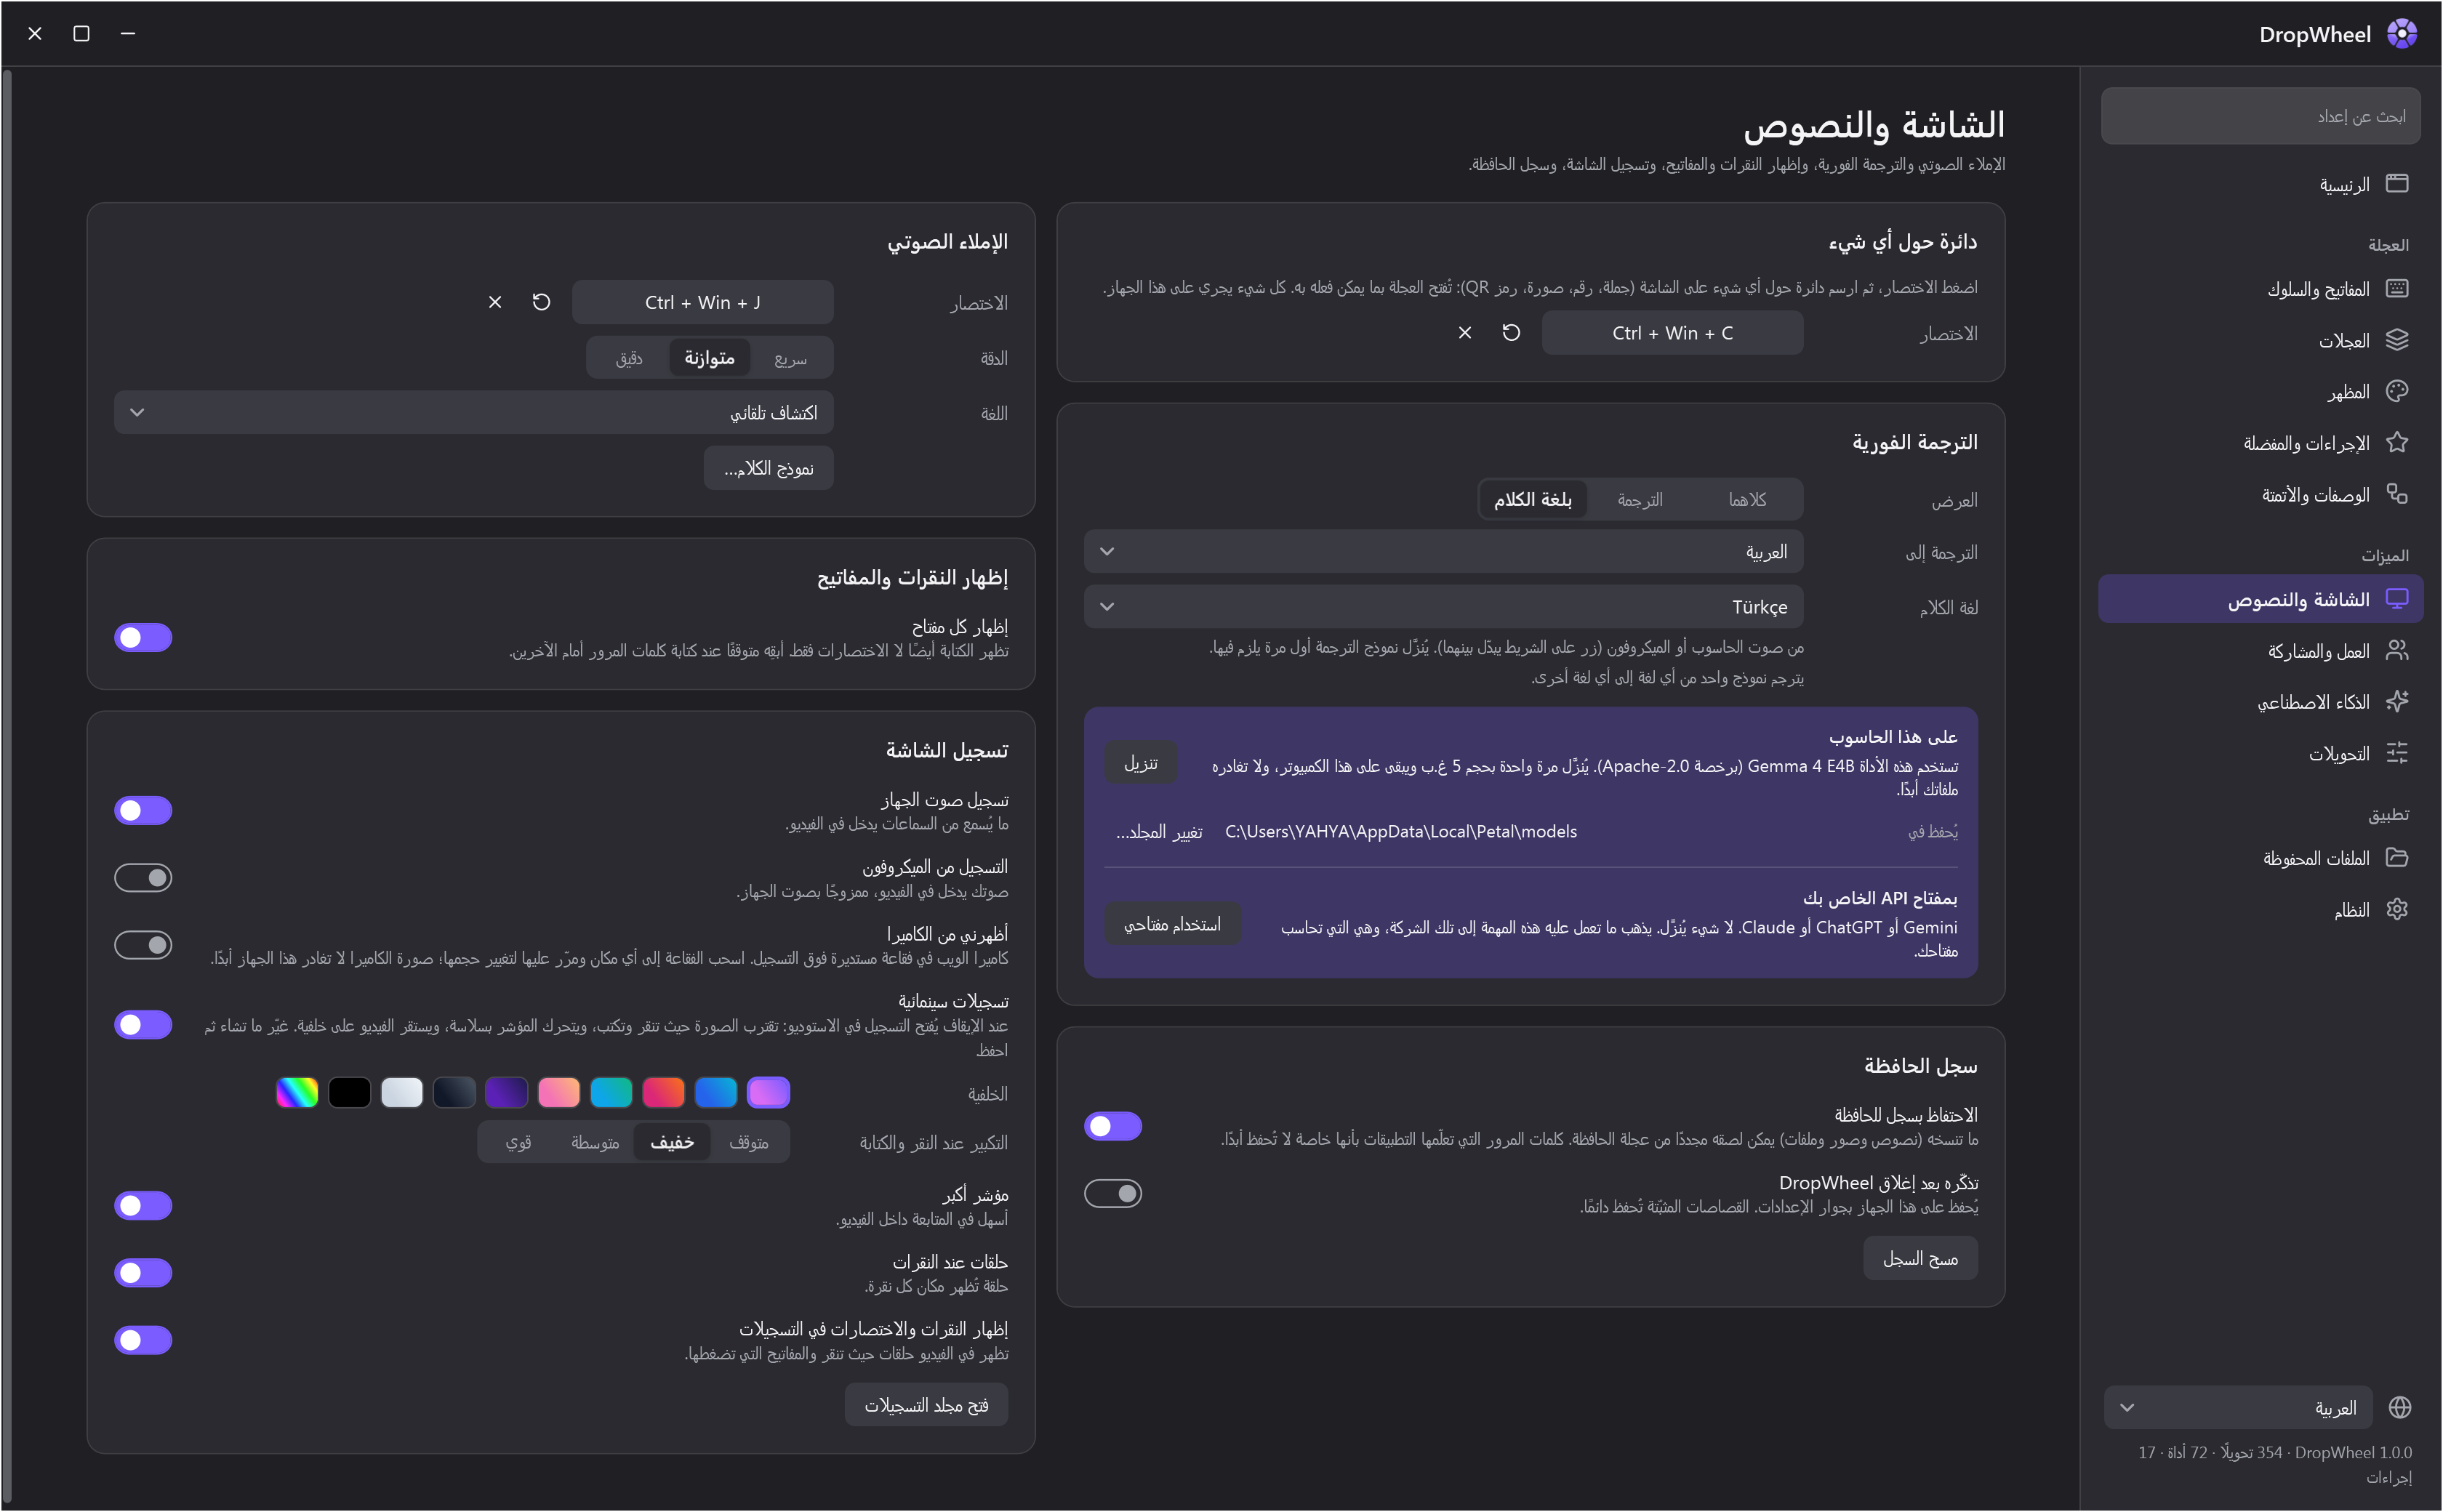 DropWheel
ابحث عن إعداد
الرئيسية
العجلة
المفاتيح والسلوك
العجلات
المظهر
الإجراءات والمفضلة
الوصفات والأتمتة
الميزات
الشاشة والنصوص
العمل والمشاركة
الذكاء الاصطناعي
التحويلات
تطبيق
الملفات المحفوظة
النظام
العربية
DropWheel 1.0.0 · 354 تحويلًا · 72 أداة · 17
إجراءات
الشاشة والنصوص
الإملاء الصوتي والترجمة الفورية، وإظهار النقرات والمفاتيح، وتسجيل الشاشة، وسجل الحافظة.
دائرة حول أي شيء
اضغط الاختصار، ثم ارسم دائرة حول أي شيء على الشاشة (جملة، رقم، صورة، رمز QR): تُفتح العجلة بما يمكن فعله به. كل شيء يجري على هذا الجهاز.
الاختصار
Ctrl + Win + C
الترجمة الفورية
العرض
كلاهما
الترجمة
بلغة الكلام
الترجمة إلى
العربية
لغة الكلام
Türkçe
من صوت الحاسوب أو الميكروفون (زر على الشريط يبدّل بينهما). يُنزَّل نموذج الترجمة أول مرة يلزم فيها.
يترجم نموذج واحد من أي لغة إلى أي لغة أخرى.
على هذا الحاسوب
تستخدم هذه الأداة Gemma 4 E4B (برخصة Apache-2.0). يُنزَّل مرة واحدة بحجم 5 غ.ب ويبقى على هذا الكمبيوتر، ولا تغادره
ملفاتك أبدًا.
تنزيل
يُحفظ في
C:\Users\YAHYA\AppData\Local\Petal\models
تغيير المجلد...
بمفتاح API الخاص بك
Gemini أو ChatGPT أو Claude. لا شيء يُنزَّل. يذهب ما تعمل عليه هذه المهمة إلى تلك الشركة، وهي التي تحاسب
مفتاحك.
استخدام مفتاحي
سجل الحافظة
الاحتفاظ بسجل للحافظة
ما تنسخه (نصوص وصور وملفات) يمكن لصقه مجددًا من عجلة الحافظة. كلمات المرور التي تعلّمها التطبيقات بأنها خاصة لا تُحفظ أبدًا.
تذكّره بعد إغلاق DropWheel
يُحفظ على هذا الجهاز بجوار الإعدادات. القصاصات المثبّتة تُحفظ دائمًا.
مسح السجل
الإملاء الصوتي
الاختصار
Ctrl + Win + J
الدقة
سريع
متوازنة
دقيق
اللغة
اكتشاف تلقائي
نموذج الكلام...
إظهار النقرات والمفاتيح
إظهار كل مفتاح
تظهر الكتابة أيضًا لا الاختصارات فقط. أبقِه متوقفًا عند كتابة كلمات المرور أمام الآخرين.
تسجيل الشاشة
تسجيل صوت الجهاز
ما يُسمع من السماعات يدخل في الفيديو.
التسجيل من الميكروفون
صوتك يدخل في الفيديو، ممزوجًا بصوت الجهاز.
أظهرني من الكاميرا
كاميرا الويب في فقاعة مستديرة فوق التسجيل. اسحب الفقاعة إلى أي مكان ومرّر عليها لتغيير حجمها؛ صورة الكاميرا لا تغادر هذا الجهاز أبدًا.
تسجيلات سينمائية
عند الإيقاف يُفتح التسجيل في الاستوديو: تقترب الصورة حيث تنقر وتكتب، ويتحرك المؤشر بسلاسة، ويستقر الفيديو على خلفية. غيّر ما تشاء ثم
احفظ.
الخلفية
التكبير عند النقر والكتابة
متوقف
خفيف
متوسطة
قوي
مؤشر أكبر
أسهل في المتابعة داخل الفيديو.
حلقات عند النقرات
حلقة تُظهر مكان كل نقرة.
إظهار النقرات والاختصارات في التسجيلات
تظهر في الفيديو حلقات حيث تنقر والمفاتيح التي تضغطها.
فتح مجلد التسجيلات